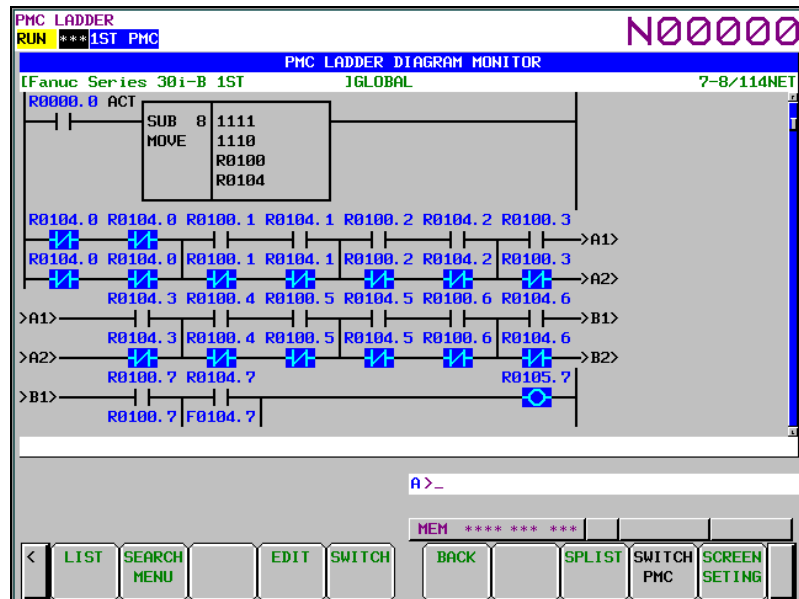 PMC LADDER
N00000
RUN ***1ST PMC
PMC LADDER DIAGRAM MONITOR
[Fanuc Series 30i-B 1ST ]GLOBAL 7-8/114NET
R0000.0 ACT
SUB 8 1111
MOVE 1110
R0100
R0104
R0104.0 R0104.0 R0100.1 R0104.1 R0100.2 R0104.2 R0100.3
>A1>
R0104.0 R0104.0 R0100.1 R0104.1 R0100.2 R0104.2 R0100.3
>A2>
R0104.3 R0100.4 R0100.5 R0104.5 R0100.6 R0104.6
>A1> >B1>
R0104.3 R0100.4 R0100.5 R0104.5 R0100.6 R0104.6
>A2> >B2>
R0100.7 R0104.7 R0105.7
>B1>
R0100.7 F0104.7
A>_
MEM **** *** ***
< LIST SEARCH MENU EDIT SWITCH BACK SPLIST SWITCH PMC SCREEN SETING